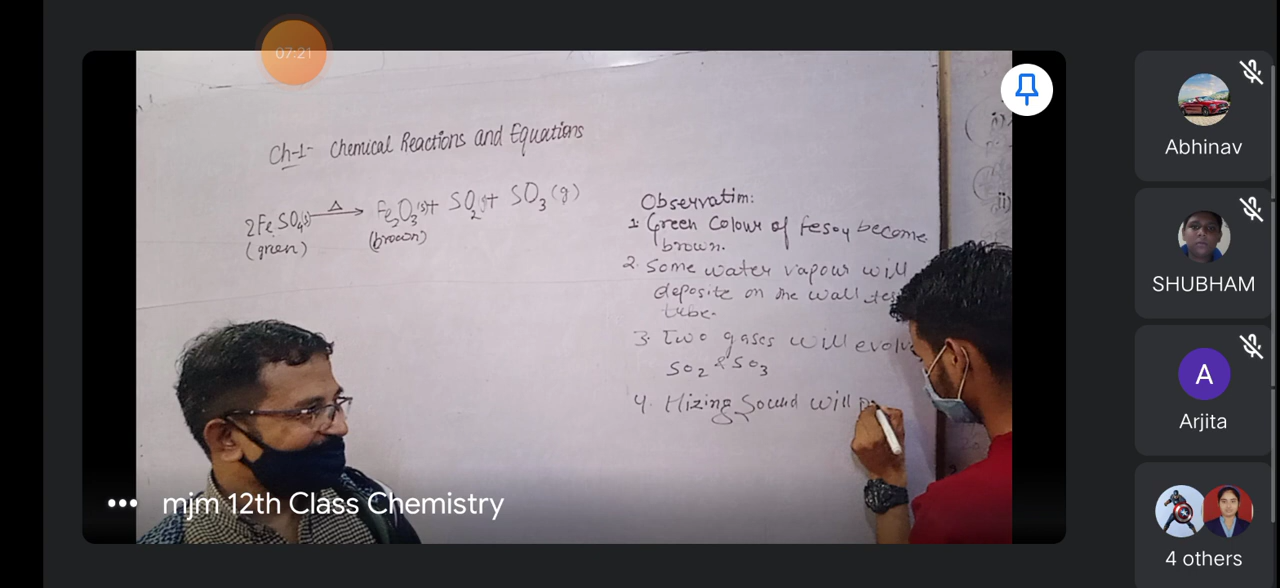 07:21
Ch-1- Chemical Reactions and Equations
2FeSO4(s) —Δ→ Fe2O3(s) + SO2(g) + SO3(g)
(green) (brown)
Observation:
1. Green Colour of feso4 become
brown.
2. Some water vapour will
deposite on the wall tes
tube.
3. Two gases will evolv
SO2 & SO3
4. Hizing Sound will
mjm 12th Class Chemistry
Abhinav
SHUBHAM
A
Arjita
4 others